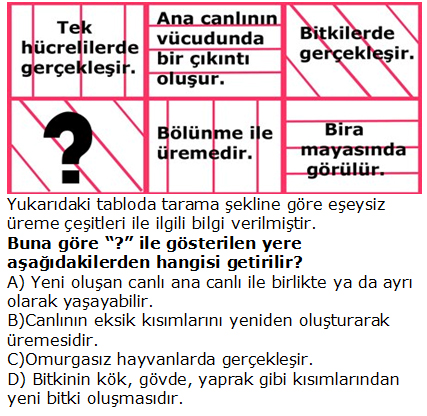 Tek
hücrelilerde
gerçekleşir.
Ana canlının
vücudunda
bir çıkıntı
oluşur.
Bitkilerde
gerçekleşir.
?
Bölünme ile
üremedir.
Bira
mayasında
görülür.
Yukarıdaki tabloda tarama şekline göre eşeysiz
üreme çeşitleri ile ilgili bilgi verilmiştir.
Buna göre “?” ile gösterilen yere
aşağıdakilerden hangisi getirilir?
A) Yeni oluşan canlı ana canlı ile birlikte ya da ayrı
olarak yaşayabilir.
B)Canlının eksik kısımlarını yeniden oluşturarak
üremesidir.
C)Omurgasız hayvanlarda gerçekleşir.
D) Bitkinin kök, gövde, yaprak gibi kısımlarından
yeni bitki oluşmasıdır.